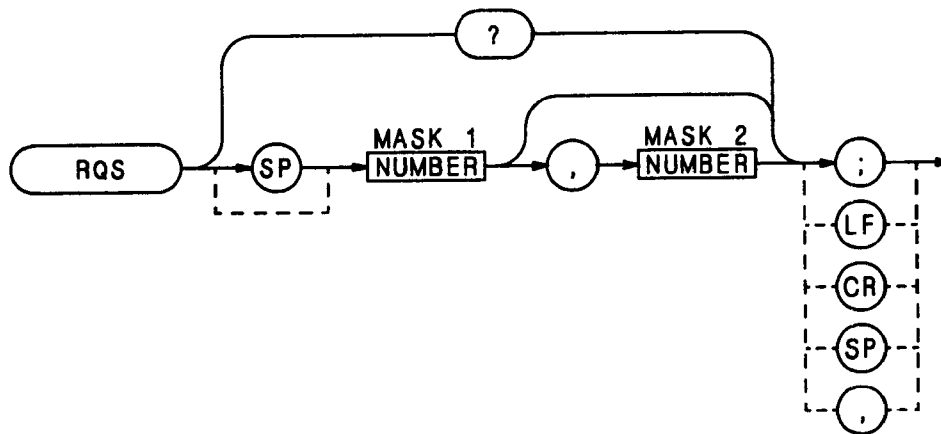 ?
MASK 1
MASK 2
RQS
SP
NUMBER
,
NUMBER
;
LF
CR
SP
,